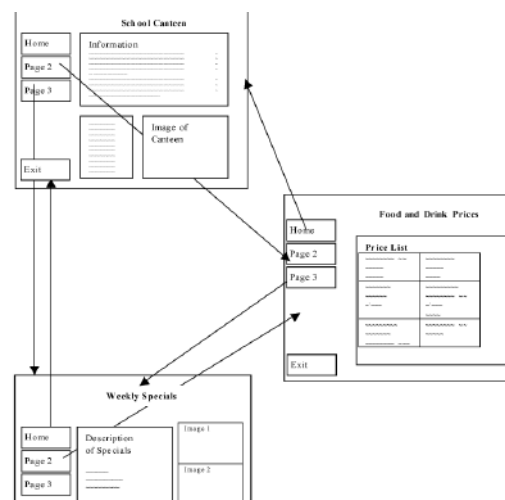 School Canteen
Home
Page 2
Page 3
Exit
Information
Image of
Canteen
Food and Drink Prices
Home
Page 2
Page 3
Exit
Price List
Weekly Specials
Home
Page 2
Page 3
Description
of Specials
Image 1
Image 2